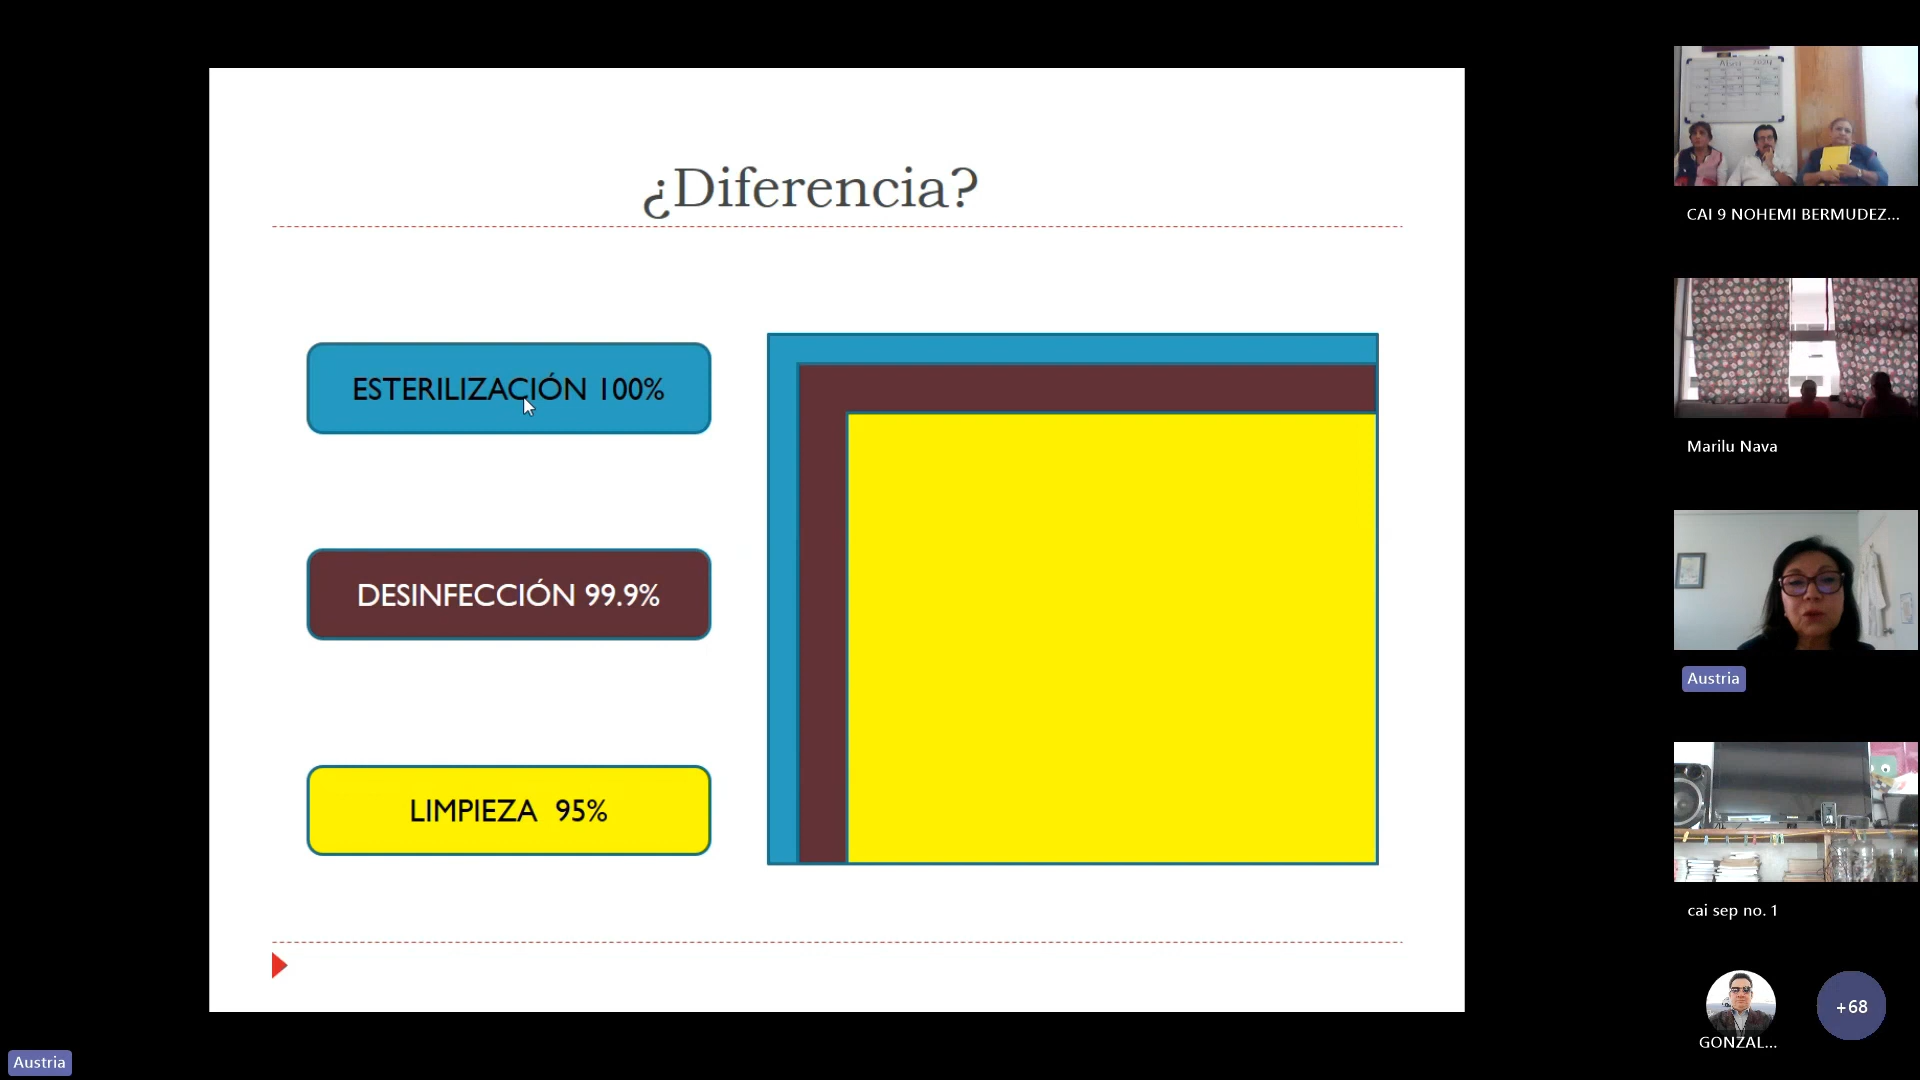 ¿Diferencia?
ESTERILIZACIÓN 100%
DESINFECCIÓN 99.9%
LIMPIEZA 95%
CAI 9 NOHEMI BERMUDEZ...
Marilu Nava
Austria
cai sep no. 1
GONZAL...
+68
Austria